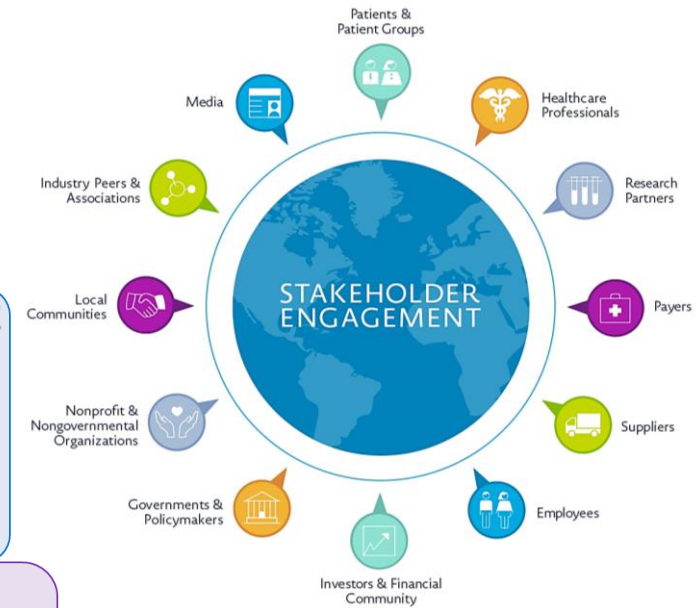 Patients &
Patient Groups
Healthcare
Professionals
Research
Partners
Payers
Suppliers
Employees
Investors & Financial
Community
Governments &
Policymakers
Nonprofit &
Nongovernmental
Organizations
Local
Communities
Industry Peers &
Associations
Media
STAKEHOLDER
ENGAGEMENT